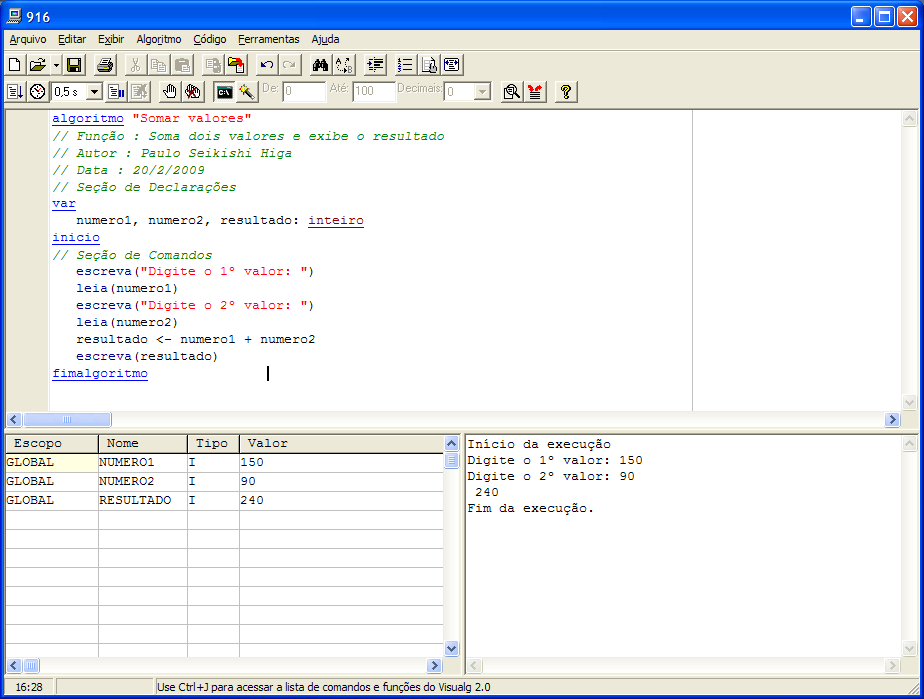 916
Arquivo Editar Exibir Algoritmo Código Ferramentas Ajuda
0,5 s De: 0 Até: 100 Decimais: 0
algoritmo "Somar valores"
// Função : Soma dois valores e exibe o resultado
// Autor : Paulo Seikishi Higa
// Data : 20/2/2009
// Seção de Declarações
var
numero1, numero2, resultado: inteiro
inicio
// Seção de Comandos
escreva("Digite o 1º valor: ")
leia(numero1)
escreva("Digite o 2º valor: ")
leia(numero2)
resultado <- numero1 + numero2
escreva(resultado)
fimalgoritmo
Escopo Nome Tipo Valor
GLOBAL NUMERO1 I 150
GLOBAL NUMERO2 I 90
GLOBAL RESULTADO I 240
Início da execução
Digite o 1º valor: 150
Digite o 2º valor: 90
240
Fim da execução.
16:28 Use Ctrl+J para acessar a lista de comandos e funções do Visualg 2.0